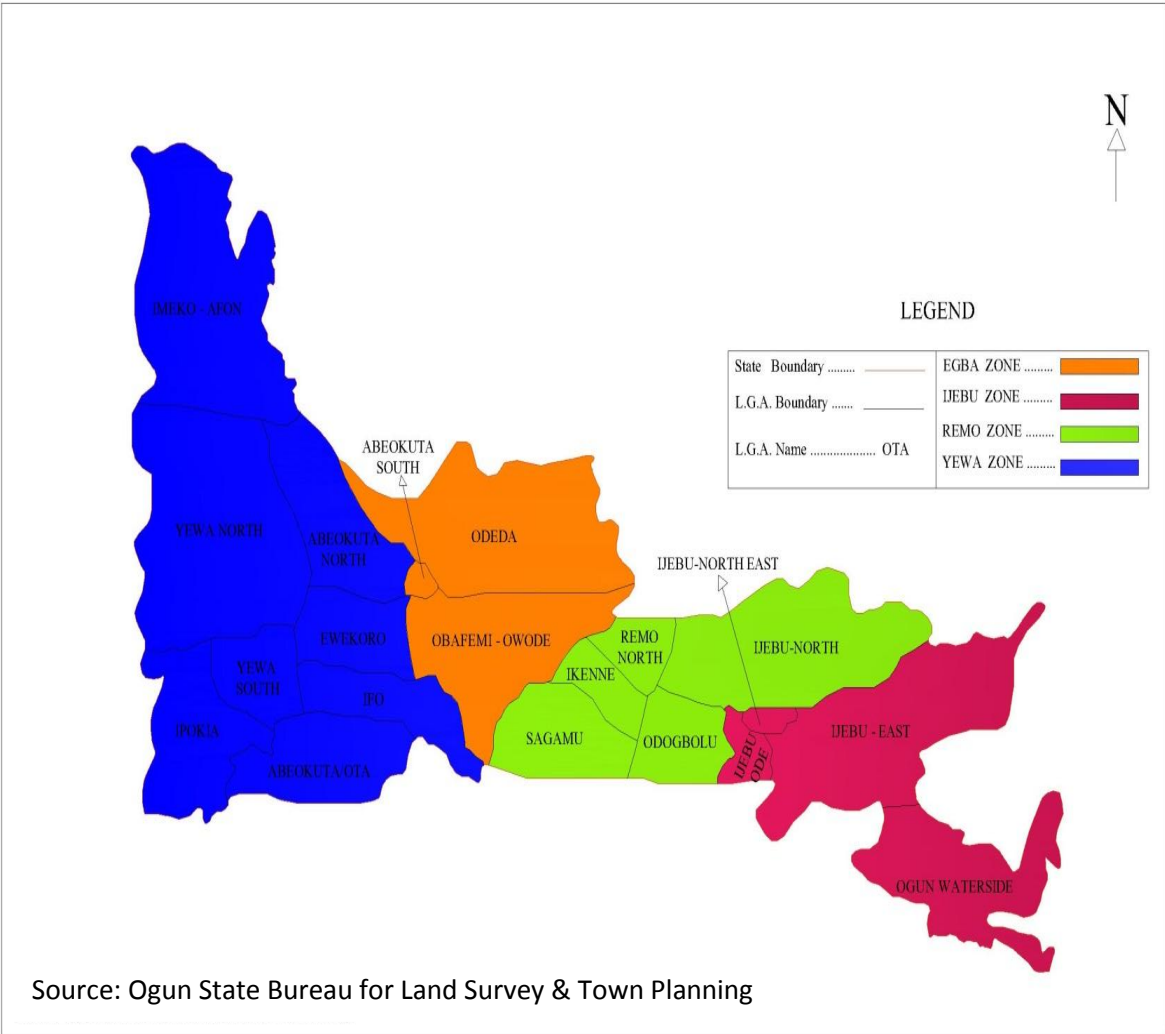 N
IMEKO - AFON
LEGEND
State Boundary .........
L.G.A. Boundary .......
L.G.A. Name .................... OTA
EGBA ZONE .........
IJEBU ZONE .........
REMO ZONE .........
YEWA ZONE .........
ABEOKUTA
SOUTH
YEWA NORTH
ABEOKUTA
NORTH
ODEDA
IJEBU-NORTH EAST
EWEKORO
OBAFEMI - OWODE
REMO
NORTH
IJEBU-NORTH
YEWA
SOUTH
IKENNE
IFO
IPOKIA
SAGAMU
ODOGBOLU
IJEBU
ODE
IJEBU - EAST
ABEOKUTA/OTA
OGUN WATERSIDE
Source: Ogun State Bureau for Land Survey & Town Planning